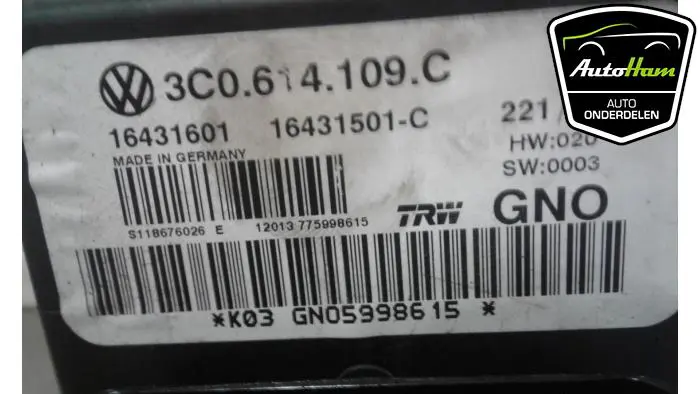 3C0.614.109.C
16431601 16431501-C
221
MADE IN GERMANY
HW:020
SW:0003
S118676026 E 12013 775998615
TRW GNO
*K03 GNO5998615 *
AutoHam
AUTO
ONDERDELEN